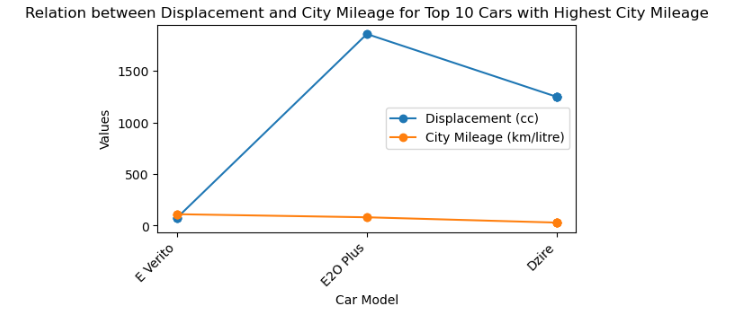 Relation between Displacement and City Mileage for Top 10 Cars with Highest City Mileage
1500
1000
500
0
Values
Displacement (cc)
City Mileage (km/litre)
E Verito
E2O Plus
Dzire
Car Model